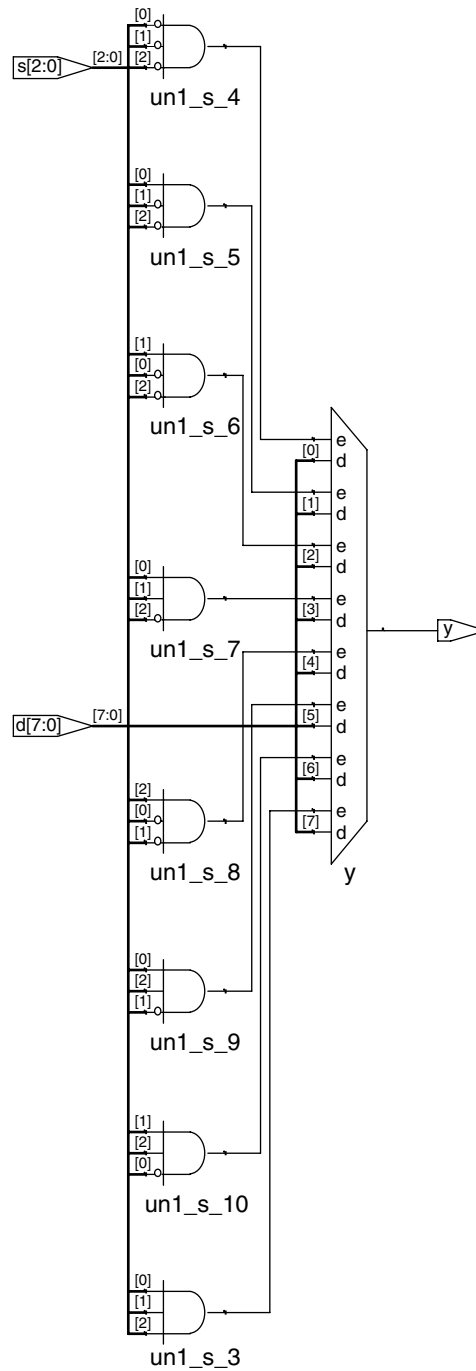 [0]
[1]
s[2:0] [2:0] [2]
un1_s_4
[0]
[1]
[2]
un1_s_5
[1]
[0]
[2]
un1_s_6
e
[0] d
e
[1] d
e
[2] d
[0]
[1]
[2]
un1_s_7
e
[3] d
y
e
[4] d
e
d[7:0] [7:0] [5] d
e
[6] d
e
[7] d
y
[2]
[0]
[1]
un1_s_8
[0]
[2]
[1]
un1_s_9
[1]
[2]
[0]
un1_s_10
[0]
[1]
[2]
un1_s_3